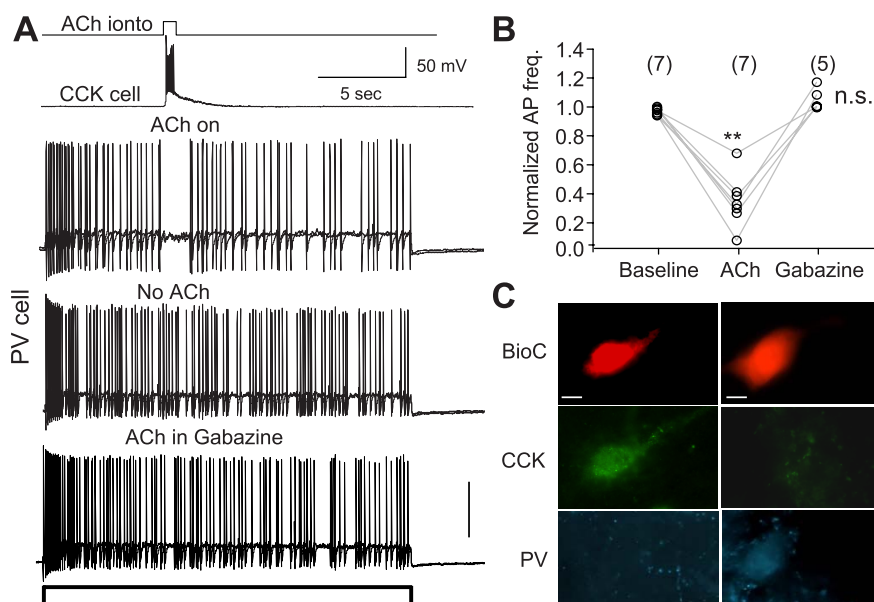 A
ACh ionto
50 mV
CCK cell
5 sec
ACh on
No ACh
ACh in Gabazine
PV cell
B
Normalized AP freq.
1.4
1.2
1.0
0.8
0.6
0.4
0.2
0.0
(7)
(7)
(5)
**
n.s.
Baseline
ACh
Gabazine
C
BioC
CCK
PV